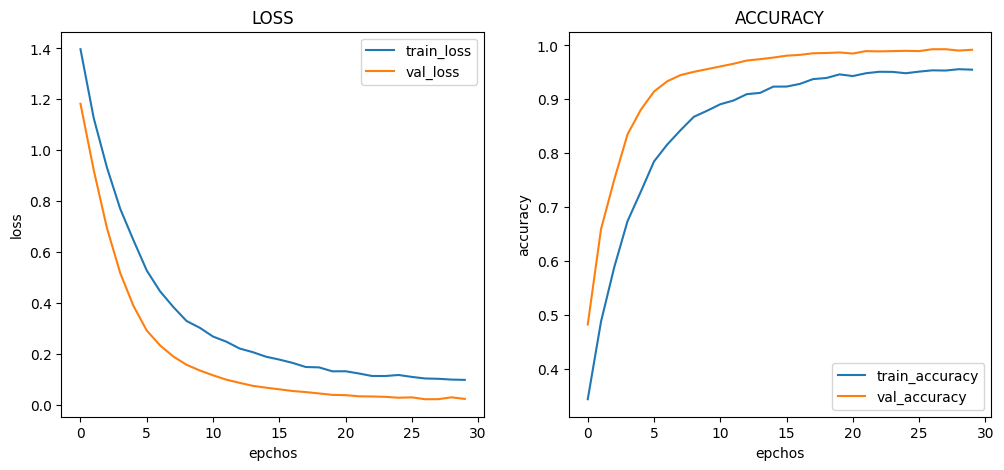 LOSS
1.4
1.2
1.0
0.8
0.6
0.4
0.2
0.0
loss
train_loss
val_loss
0 5 10 15 20 25 30
epchos
ACCURACY
1.0
0.9
0.8
0.7
0.6
0.5
0.4
accuracy
train_accuracy
val_accuracy
0 5 10 15 20 25 30
epchos